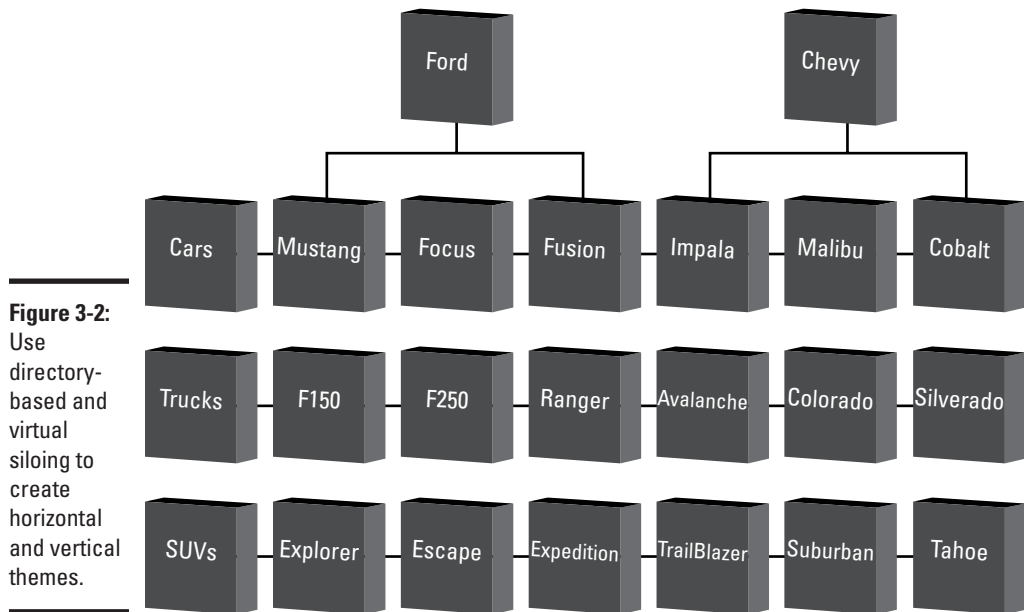 Ford
Chevy
Cars
Mustang
Focus
Fusion
Impala
Malibu
Cobalt
Trucks
F150
F250
Ranger
Avalanche
Colorado
Silverado
SUVs
Explorer
Escape
Expedition
TrailBlazer
Suburban
Tahoe
Figure 3-2:
Use
directory-
based and
virtual
siloing to
create
horizontal
and vertical
themes.